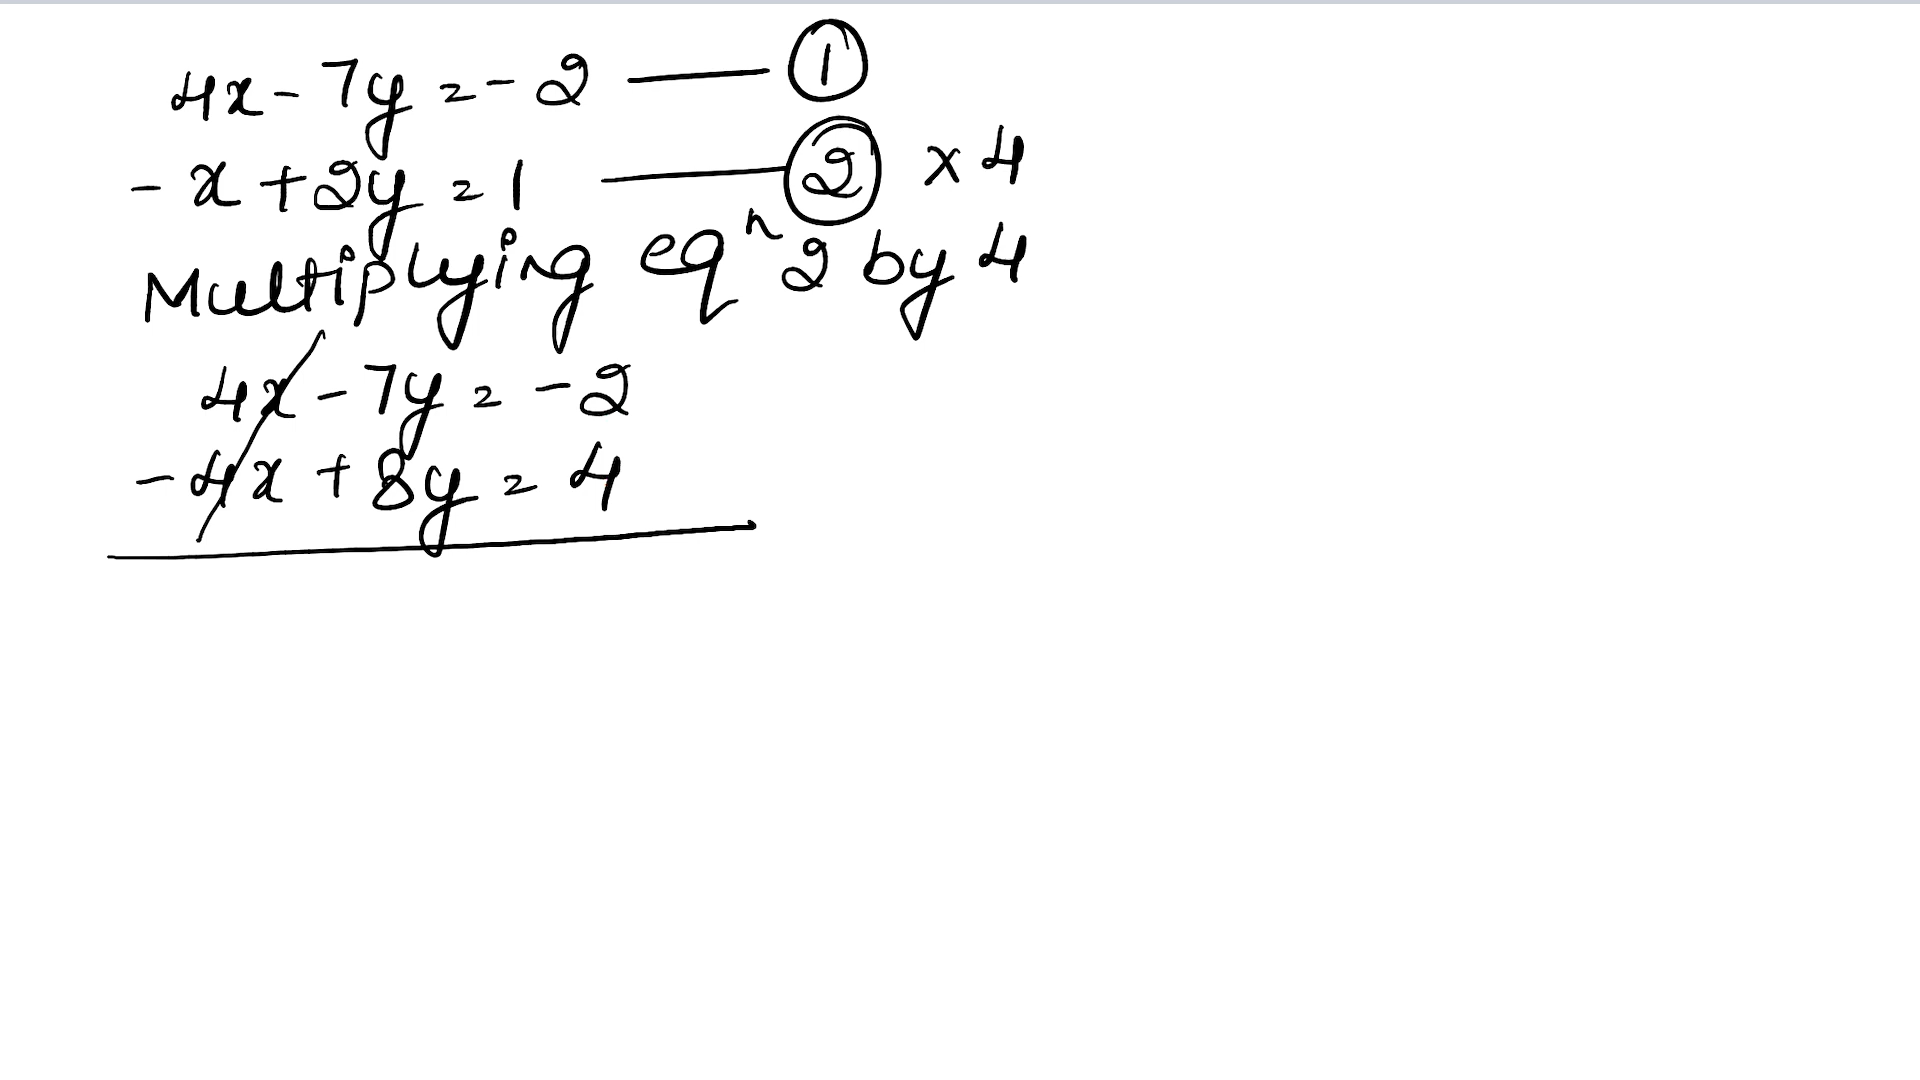 4x - 7y = - 2 —— ①
- x + 2y = 1 —— ② x 4
Multiplying eqⁿ 2 by 4
4x - 7y = - 2
- 4x + 8y = 4